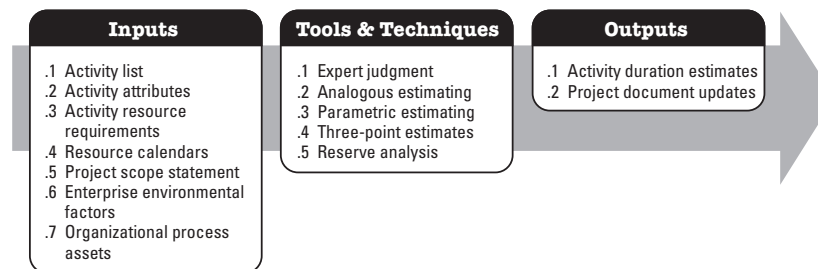 Inputs
.1 Activity list
.2 Activity attributes
.3 Activity resource
requirements
.4 Resource calendars
.5 Project scope statement
.6 Enterprise environmental
factors
.7 Organizational process
assets
Tools & Techniques
.1 Expert judgment
.2 Analogous estimating
.3 Parametric estimating
.4 Three-point estimates
.5 Reserve analysis
Outputs
.1 Activity duration estimates
.2 Project document updates